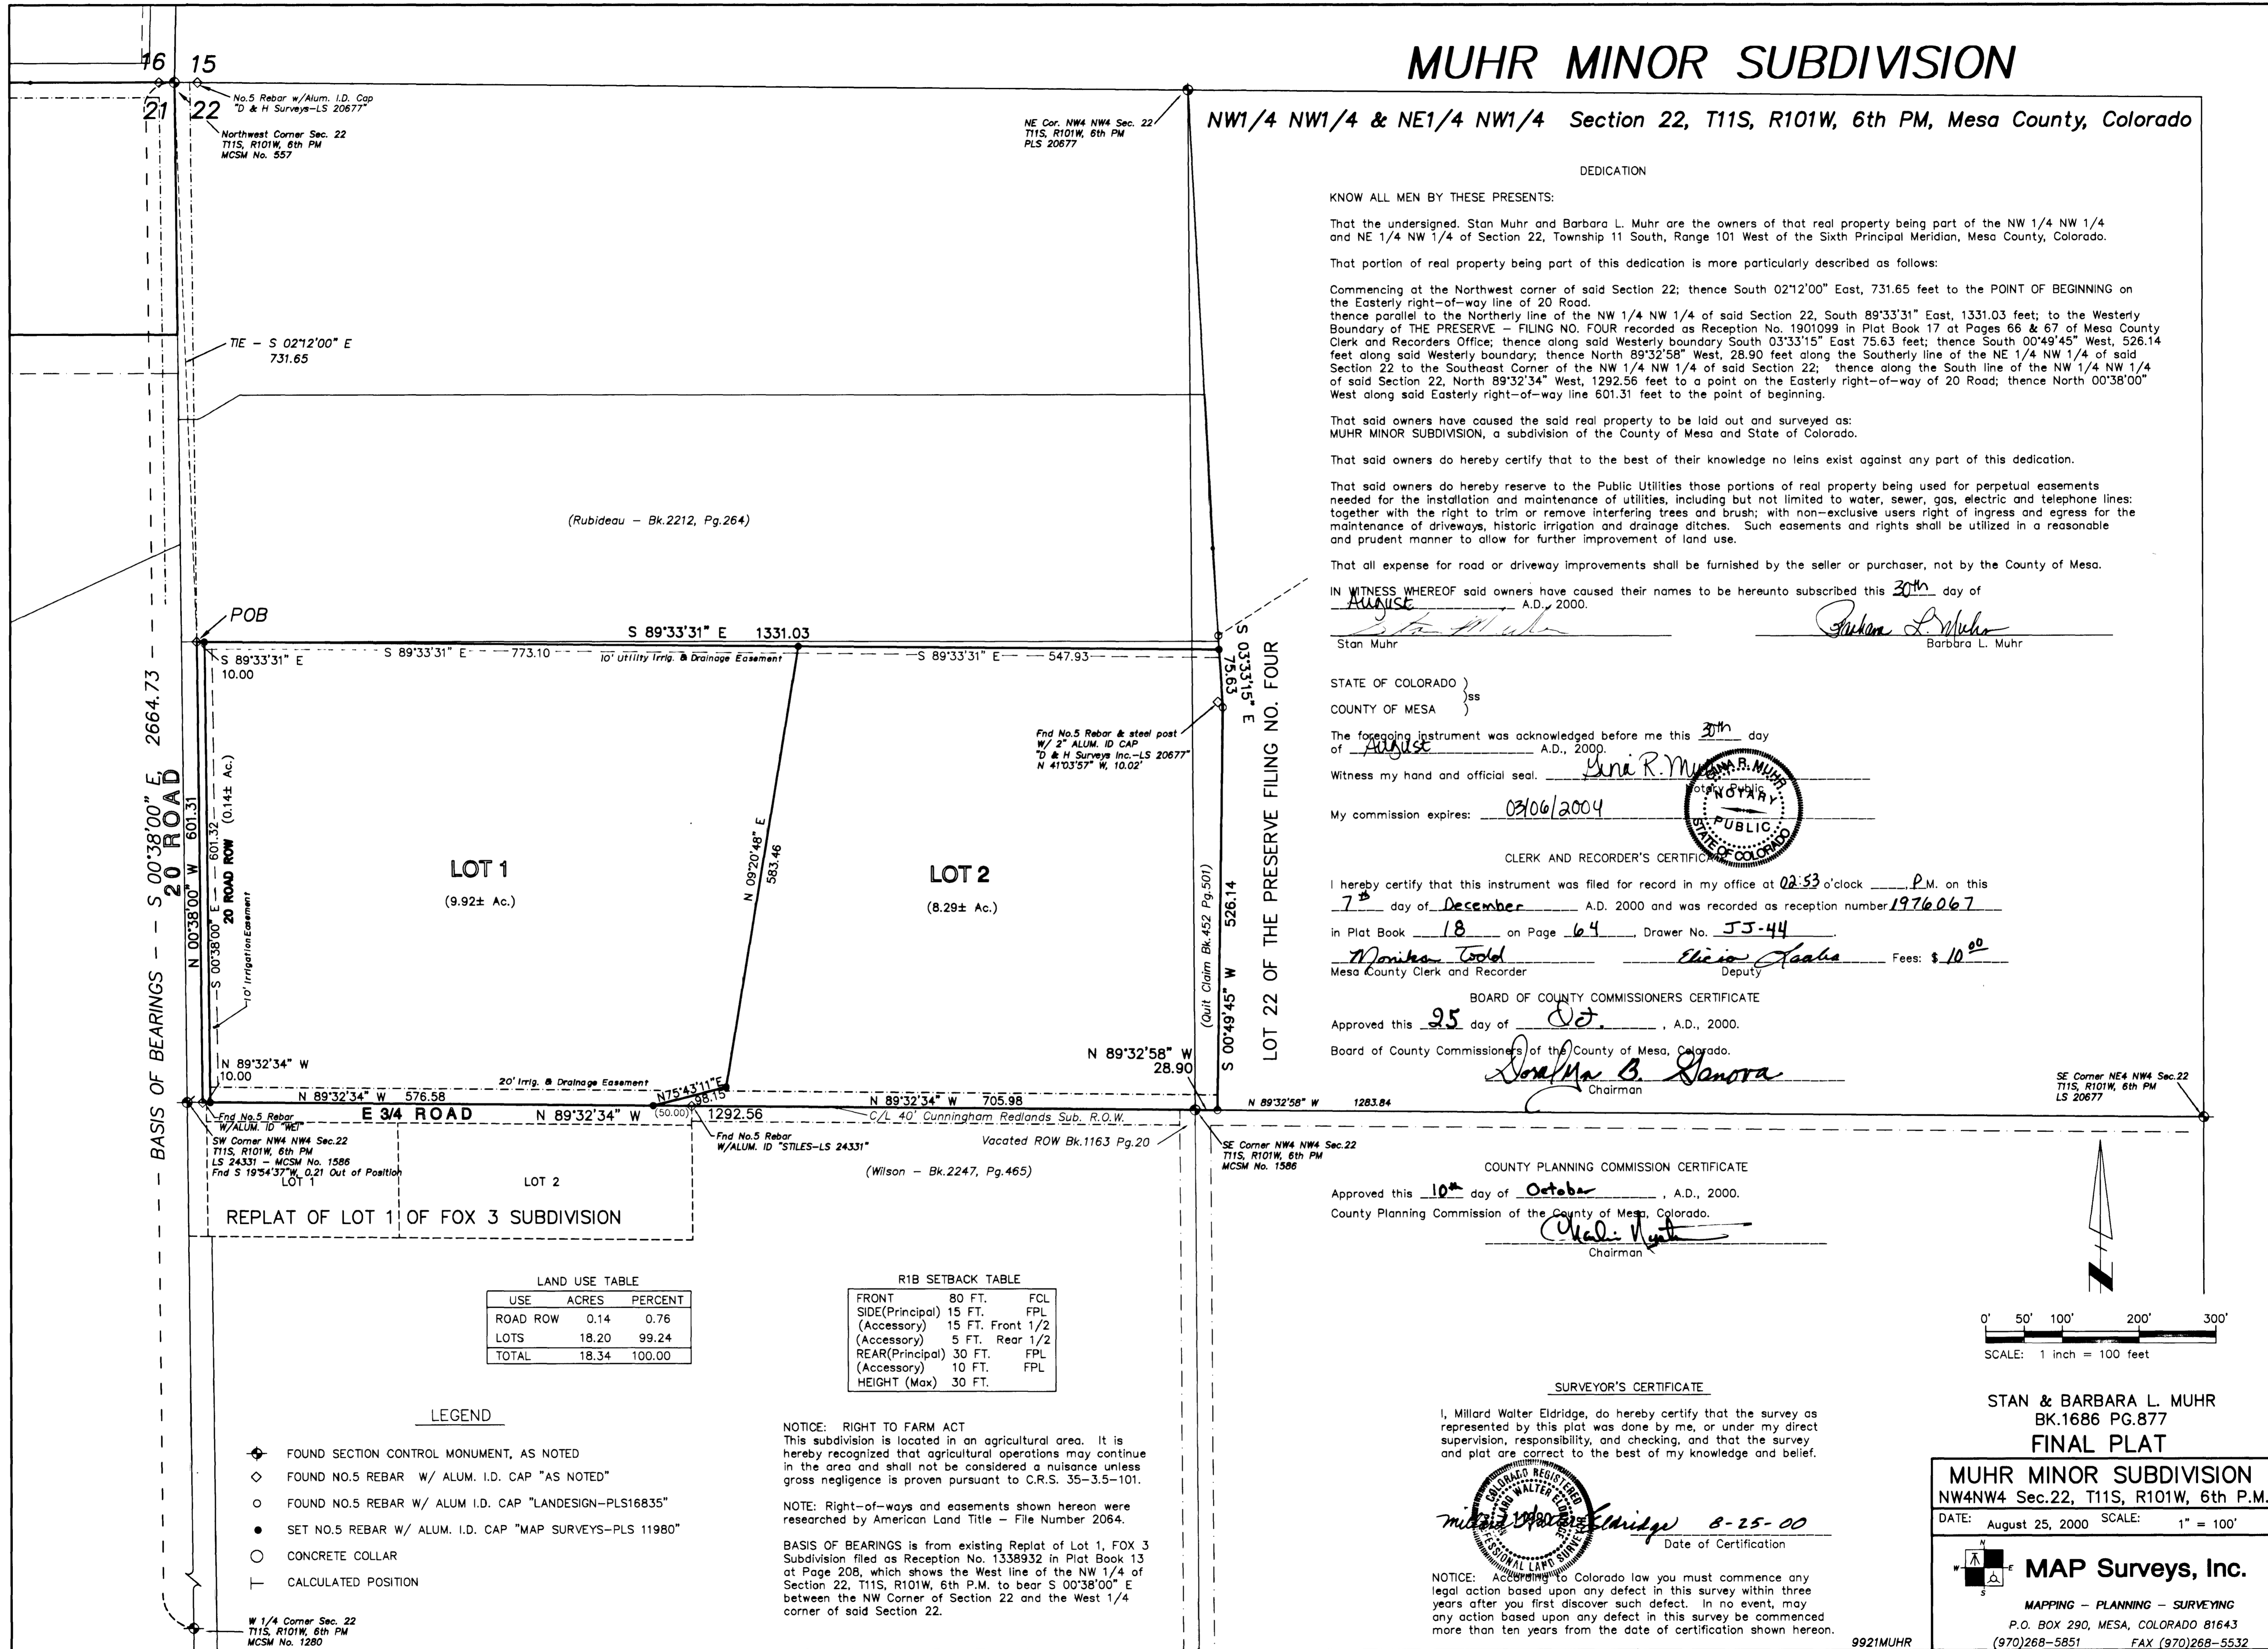 MUHR MINOR SUBDIVISION
NW1/4 NW1/4 & NE1/4 NW1/4 Section 22, T11S, R101W, 6th PM, Mesa County, Colorado
16 15
21 22
No.5 Rebar w/Alum. I.D. Cap
"D & H Surveys-LS 20677"
Northwest Corner Sec. 22
T11S, R101W, 6th PM
MCSM No. 557
NE Cor. NW4 NW4 Sec. 22
T11S, R101W, 6th PM
PLS 20677
TIE - S 02°12'00" E
731.65
(Rubideau - Bk.2212, Pg.264)
POB
S 89°33'31" E 1331.03
S 89°33'31" E
10.00
S 89°33'31" E 773.10
10' Utility Irrig. & Drainage Easement
S 89°33'31" E 547.93
S 03°33'15" E
75.63
Fnd No.5 Rebar & steel post
W/ 2" ALUM. ID CAP
"D & H Surveys Inc.-LS 20677"
N 41°03'57" W, 10.02'
BASIS OF BEARINGS - S 00°38'00" E, 2664.73
20 ROAD
N 00°38'00" W 601.31
S 00°38'00" E 601.32
20 ROAD ROW (0.14± Ac.)
10' Irrigation Easement
LOT 1
(9.92± Ac.)
N 09°20'48" E
583.46
LOT 2
(8.29± Ac.)
(Quit Claim Bk.452 Pg.501)
S 00°49'45" W 526.14
LOT 22 OF THE PRESERVE FILING NO. FOUR
N 89°32'34" W
10.00
N 89°32'58" W
28.90
20' Irrig. & Drainage Easement
N75°43'11"E
98.15
N 89°32'34" W 576.58
E 3/4 ROAD
N 89°32'34" W
(50.00)
1292.56
N 89°32'34" W 705.98
C/L 40' Cunningham Redlands Sub. R.O.W.
N 89°32'58" W 1283.84
Fnd No.5 Rebar
W/ALUM. ID "WEI"
SW Corner NW4 NW4 Sec.22
T11S, R101W, 6th PM
LS 24331 - MCSM No. 1586
Fnd S 19°54'37"W, 0.21 Out of Position
Fnd No.5 Rebar
W/ALUM. ID "STILES-LS 24331"
Vacated ROW Bk.1163 Pg.20
(Wilson - Bk.2247, Pg.465)
SE Corner NW4 NW4 Sec.22
T11S, R101W, 6th PM
MCSM No. 1586
SE Corner NE4 NW4 Sec.22
T11S, R101W, 6th PM
LS 20677
LOT 1
LOT 2
REPLAT OF LOT 1 OF FOX 3 SUBDIVISION
LAND USE TABLE
USE ACRES PERCENT
ROAD ROW 0.14 0.76
LOTS 18.20 99.24
TOTAL 18.34 100.00
R1B SETBACK TABLE
FRONT 80 FT. FCL
SIDE(Principal) 15 FT. FPL
(Accessory) 15 FT. Front 1/2
(Accessory) 5 FT. Rear 1/2
REAR(Principal) 30 FT. FPL
(Accessory) 10 FT. FPL
HEIGHT (Max) 30 FT.
LEGEND
FOUND SECTION CONTROL MONUMENT, AS NOTED
FOUND NO.5 REBAR W/ ALUM. I.D. CAP "AS NOTED"
FOUND NO.5 REBAR W/ ALUM I.D. CAP "LANDESIGN-PLS16835"
SET NO.5 REBAR W/ ALUM. I.D. CAP "MAP SURVEYS-PLS 11980"
CONCRETE COLLAR
CALCULATED POSITION
W 1/4 Corner Sec. 22
T11S, R101W, 6th PM
MCSM No. 1280
NOTICE: RIGHT TO FARM ACT
This subdivision is located in an agricultural area. It is
hereby recognized that agricultural operations may continue
in the area and shall not be considered a nuisance unless
gross negligence is proven pursuant to C.R.S. 35-3.5-101.
NOTE: Right-of-ways and easements shown hereon were
researched by American Land Title - File Number 2064.
BASIS OF BEARINGS is from existing Replat of Lot 1, FOX 3
Subdivision filed as Reception No. 1338932 in Plat Book 13
at Page 208, which shows the West line of the NW 1/4 of
Section 22, T11S, R101W, 6th P.M. to bear S 00°38'00" E
between the NW Corner of Section 22 and the West 1/4
corner of said Section 22.
DEDICATION
KNOW ALL MEN BY THESE PRESENTS:
That the undersigned. Stan Muhr and Barbara L. Muhr are the owners of that real property being part of the NW 1/4 NW 1/4
and NE 1/4 NW 1/4 of Section 22, Township 11 South, Range 101 West of the Sixth Principal Meridian, Mesa County, Colorado.
That portion of real property being part of this dedication is more particularly described as follows:
Commencing at the Northwest corner of said Section 22; thence South 02°12'00" East, 731.65 feet to the POINT OF BEGINNING on
the Easterly right-of-way line of 20 Road.
thence parallel to the Northerly line of the NW 1/4 NW 1/4 of said Section 22, South 89°33'31" East, 1331.03 feet; to the Westerly
Boundary of THE PRESERVE - FILING NO. FOUR recorded as Reception No. 1901099 in Plat Book 17 at Pages 66 & 67 of Mesa County
Clerk and Recorders Office; thence along said Westerly boundary South 03°33'15" East 75.63 feet; thence South 00°49'45" West, 526.14
feet along said Westerly boundary; thence North 89°32'58" West, 28.90 feet along the Southerly line of the NE 1/4 NW 1/4 of said
Section 22 to the Southeast Corner of the NW 1/4 NW 1/4 of said Section 22; thence along the South line of the NW 1/4 NW 1/4
of said Section 22, North 89°32'34" West, 1292.56 feet to a point on the Easterly right-of-way of 20 Road; thence North 00°38'00"
West along said Easterly right-of-way line 601.31 feet to the point of beginning.
That said owners have caused the said real property to be laid out and surveyed as:
MUHR MINOR SUBDIVISION, a subdivision of the County of Mesa and State of Colorado.
That said owners do hereby certify that to the best of their knowledge no leins exist against any part of this dedication.
That said owners do hereby reserve to the Public Utilities those portions of real property being used for perpetual easements
needed for the installation and maintenance of utilities, including but not limited to water, sewer, gas, electric and telephone lines:
together with the right to trim or remove interfering trees and brush; with non-exclusive users right of ingress and egress for the
maintenance of driveways, historic irrigation and drainage ditches. Such easements and rights shall be utilized in a reasonable
and prudent manner to allow for further improvement of land use.
That all expense for road or driveway improvements shall be furnished by the seller or purchaser, not by the County of Mesa.
IN WITNESS WHEREOF said owners have caused their names to be hereunto subscribed this 30th day of
August A.D., 2000.
Stan Muhr Barbara L. Muhr
Stan Muhr Barbara L. Muhr
STATE OF COLORADO )
)ss
COUNTY OF MESA )
The foregoing instrument was acknowledged before me this 30th day
of August A.D., 2000.
Witness my hand and official seal. Gina R. Muhr
Notary Public
GINA R. MUHR
NOTARY
PUBLIC
STATE OF COLORADO
My commission expires: 03/06/2004
CLERK AND RECORDER'S CERTIFICATE
I hereby certify that this instrument was filed for record in my office at 02:53 o'clock P.M. on this
7th day of December A.D. 2000 and was recorded as reception number 1976067
in Plat Book 18 on Page 64, Drawer No. JJ-44.
Monika Todd Fees: $ 10.00
Mesa County Clerk and Recorder Deputy
BOARD OF COUNTY COMMISSIONERS CERTIFICATE
Approved this 25 day of Oct. , A.D., 2000.
Board of County Commissioners of the County of Mesa, Colorado.
Doralyn B. Genova
Chairman
COUNTY PLANNING COMMISSION CERTIFICATE
Approved this 10th day of October , A.D., 2000.
County Planning Commission of the County of Mesa, Colorado.
Chairman
0' 50' 100' 200' 300'
SCALE: 1 inch = 100 feet
SURVEYOR'S CERTIFICATE
I, Millard Walter Eldridge, do hereby certify that the survey as
represented by this plat was done by me, or under my direct
supervision, responsibility, and checking, and that the survey
and plat are correct to the best of my knowledge and belief.
COLORADO REGISTERED
MILLARD WALTER ELDRIDGE
11980
PROFESSIONAL LAND SURVEYOR
Millard Walter Eldridge 8-25-00
Date of Certification
NOTICE: According to Colorado law you must commence any
legal action based upon any defect in this survey within three
years after you first discover such defect. In no event, may
any action based upon any defect in this survey be commenced
more than ten years from the date of certification shown hereon.
9921MUHR
STAN & BARBARA L. MUHR
BK.1686 PG.877
FINAL PLAT
MUHR MINOR SUBDIVISION
NW4NW4 Sec.22, T11S, R101W, 6th P.M.
DATE: August 25, 2000 SCALE: 1" = 100'
N
W E
S
MAP Surveys, Inc.
MAPPING - PLANNING - SURVEYING
P.O. BOX 290, MESA, COLORADO 81643
(970)268-5851 FAX (970)268-5532